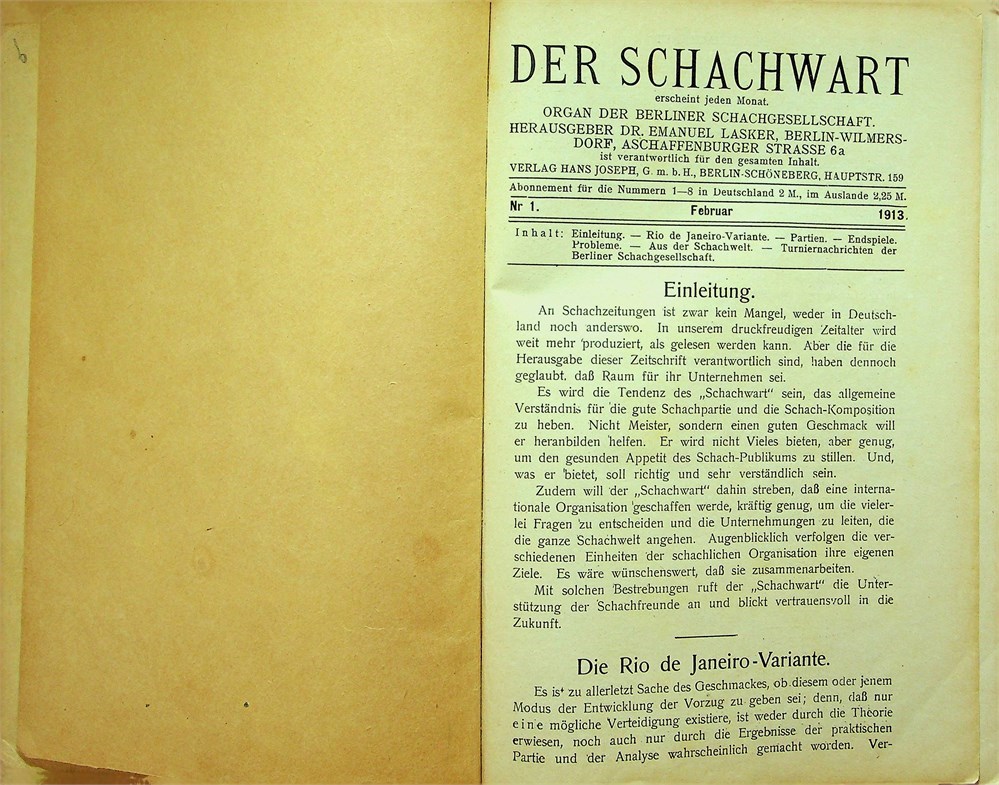 6
DER SCHACHWART
erscheint jeden Monat.
ORGAN DER BERLINER SCHACHGESELLSCHAFT.
HERAUSGEBER DR. EMANUEL LASKER, BERLIN-WILMERS-
DORF, ASCHAFFENBURGER STRASSE 6a
ist verantwortlich für den gesamten Inhalt.
VERLAG HANS JOSEPH, G. m. b. H., BERLIN-SCHÖNEBERG, HAUPTSTR. 159
Abonnement für die Nummern 1—8 in Deutschland 2 M., im Auslande 2,25 M.
Nr 1. Februar 1913.
Inhalt: Einleitung. — Rio de Janeiro-Variante. — Partien. — Endspiele.
Probleme. — Aus der Schachwelt. — Turniernachrichten der
Berliner Schachgesellschaft.
Einleitung.
An Schachzeitungen ist zwar kein Mangel, weder in Deutsch-
land noch anderswo. In unserem druckfreudigen Zeitalter wird
weit mehr produziert, als gelesen werden kann. Aber die für die
Herausgabe dieser Zeitschrift verantwortlich sind, haben dennoch
geglaubt, daß Raum für ihr Unternehmen sei.
Es wird die Tendenz des „Schachwart“ sein, das allgemeine
Verständnis für die gute Schachpartie und die Schach-Komposition
zu heben. Nicht Meister, sondern einen guten Geschmack will
er heranbilden helfen. Er wird nicht Vieles bieten, aber genug,
um den gesunden Appetit des Schach-Publikums zu stillen. Und,
was er bietet, soll richtig und sehr verständlich sein.
Zudem will der „Schachwart“ dahin streben, daß eine interna-
tionale Organisation geschaffen werde, kräftig genug, um die vieler-
lei Fragen zu entscheiden und die Unternehmungen zu leiten, die
die ganze Schachwelt angehen. Augenblicklich verfolgen die ver-
schiedenen Einheiten der schachlichen Organisation ihre eigenen
Ziele. Es wäre wünschenswert, daß sie zusammenarbeiten.
Mit solchen Bestrebungen ruft der „Schachwart“ die Unter-
stützung der Schachfreunde an und blickt vertrauensvoll in die
Zukunft.
Die Rio de Janeiro-Variante.
Es ist zu allerletzt Sache des Geschmackes, ob diesem oder jenem
Modus der Entwicklung der Vorzug zu geben sei; denn, daß nur
eine mögliche Verteidigung existiere, ist weder durch die Theorie
erwiesen, noch auch nur durch die Ergebnisse der praktischen
Partie und der Analyse wahrscheinlich gemacht worden. Ver-